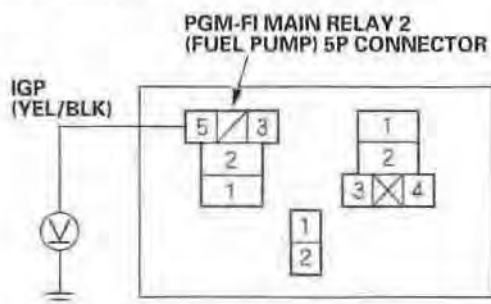 PGM-FI MAIN RELAY 2
(FUEL PUMP) 5P CONNECTOR
IGP
(YEL/BLK)
5 3
2
1
1
2
3 4
1
2
V